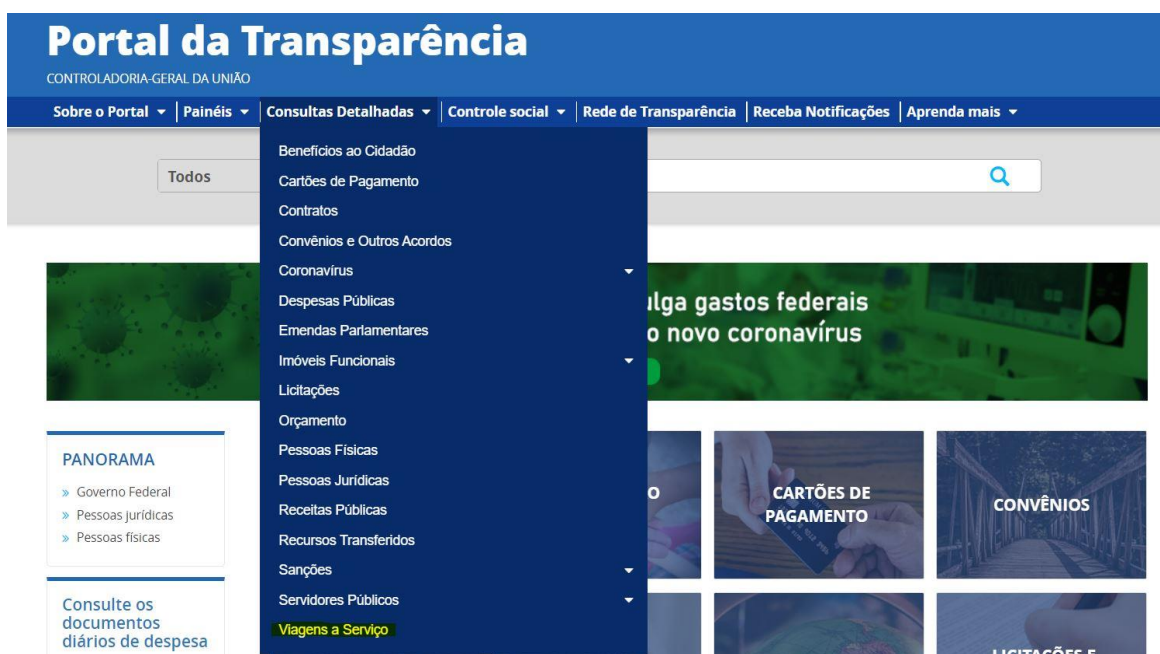 Portal da Transparência
CONTROLADORIA-GERAL DA UNIÃO
Sobre o Portal Painéis Consultas Detalhadas Controle social Rede de Transparência Receba Notificações Aprenda mais
Todos
Benefícios ao Cidadão
Cartões de Pagamento
Contratos
Convênios e Outros Acordos
Coronavírus
Despesas Públicas
Emendas Parlamentares
Imóveis Funcionais
Licitações
Orçamento
Pessoas Físicas
Pessoas Jurídicas
Receitas Públicas
Recursos Transferidos
Sanções
Servidores Públicos
Viagens a Serviço
gastos federais
novo coronavírus
PANORAMA
» Governo Federal
» Pessoas jurídicas
» Pessoas físicas
Consulte os
documentos
diários de despesa
CARTÕES DE
PAGAMENTO
CONVÊNIOS